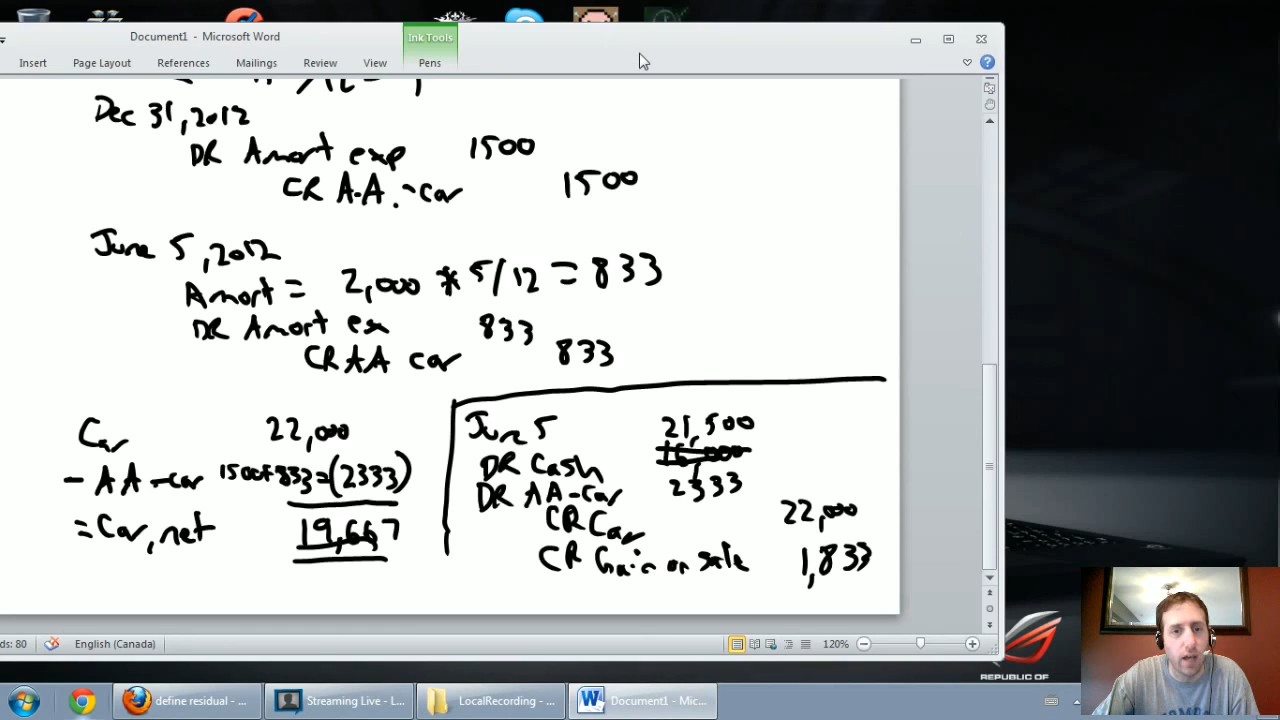 Document1 - Microsoft Word
Ink Tools
Insert Page Layout References Mailings Review View Pens
Dec 31, 2012
DR Amort exp 1500
CR A.A. - car 1500
June 5, 2012
Amort = 2,000 * 5/12 = 833
DR Amort ex 833
CR AA car 833
Car 22,000
- AA - car 1500+833=(2333)
= Car, net 19,667
June 5
DR Cash 21,500
DR AA-car 2333
CR Car 22,000
CR Gain on sale 1,833
ds: 80 English (Canada) 120%
define residual - ... Streaming Live - L... LocalRecording - ... Document1 - Mic...
REPUBLIC OF